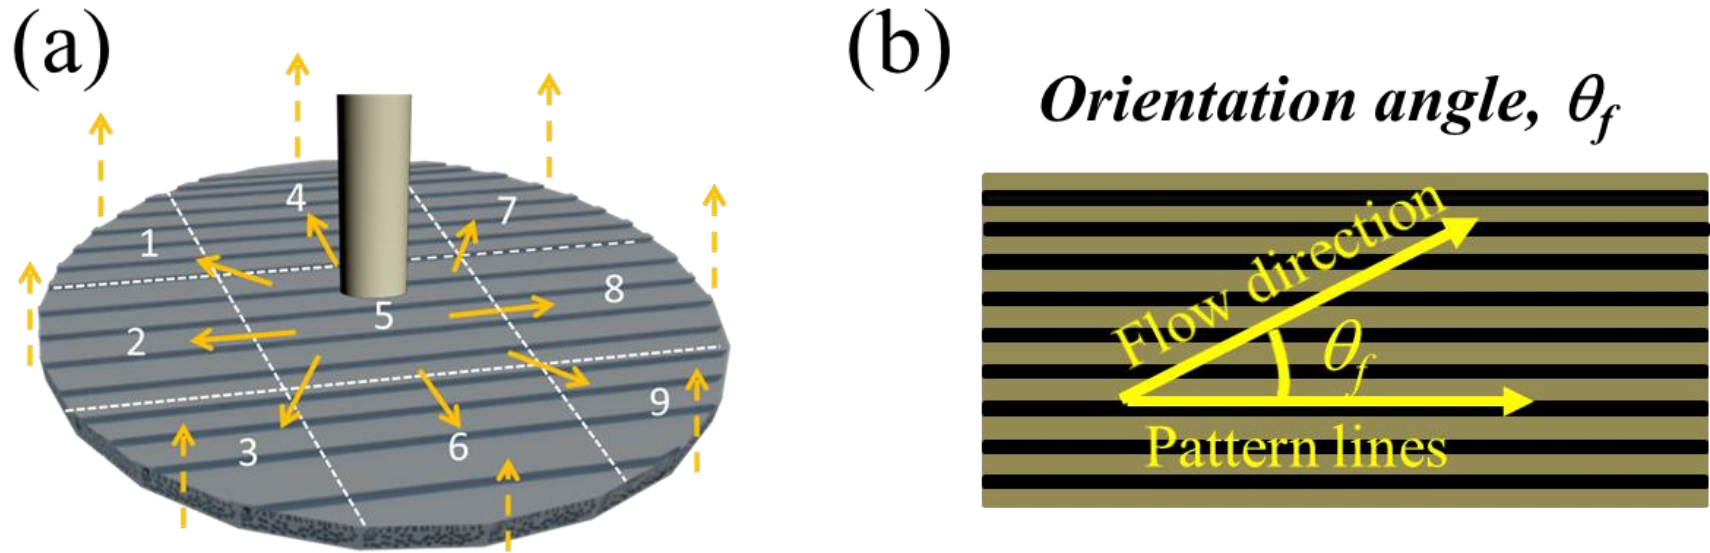 (a)
4
7
1
8
5
2
9
3
6
(b)
Orientation angle, θf
Flow direction
θf
Pattern lines